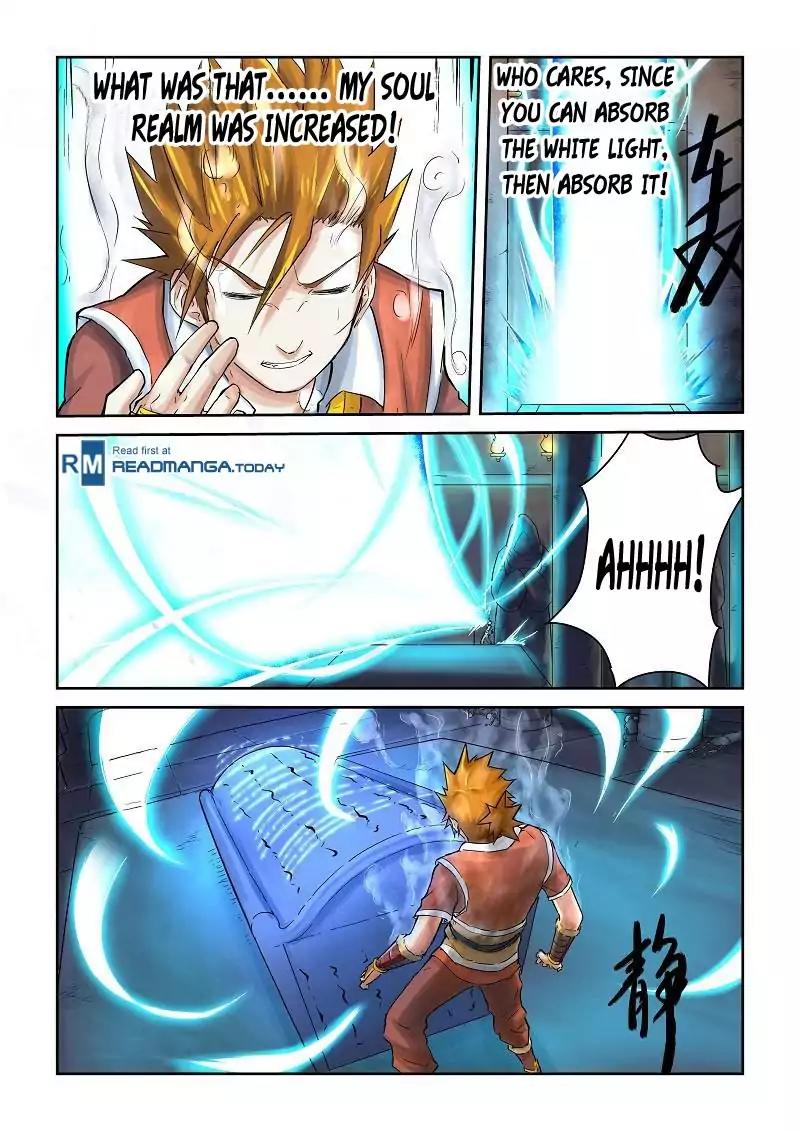 WHAT WAS THAT...... MY SOUL
REALM WAS INCREASED!
WHO CARES, SINCE
YOU CAN ABSORB
THE WHITE LIGHT,
THEN ABSORB IT!
轰
RM
Read first at
READMANGA.TODAY
AHHHH!
静